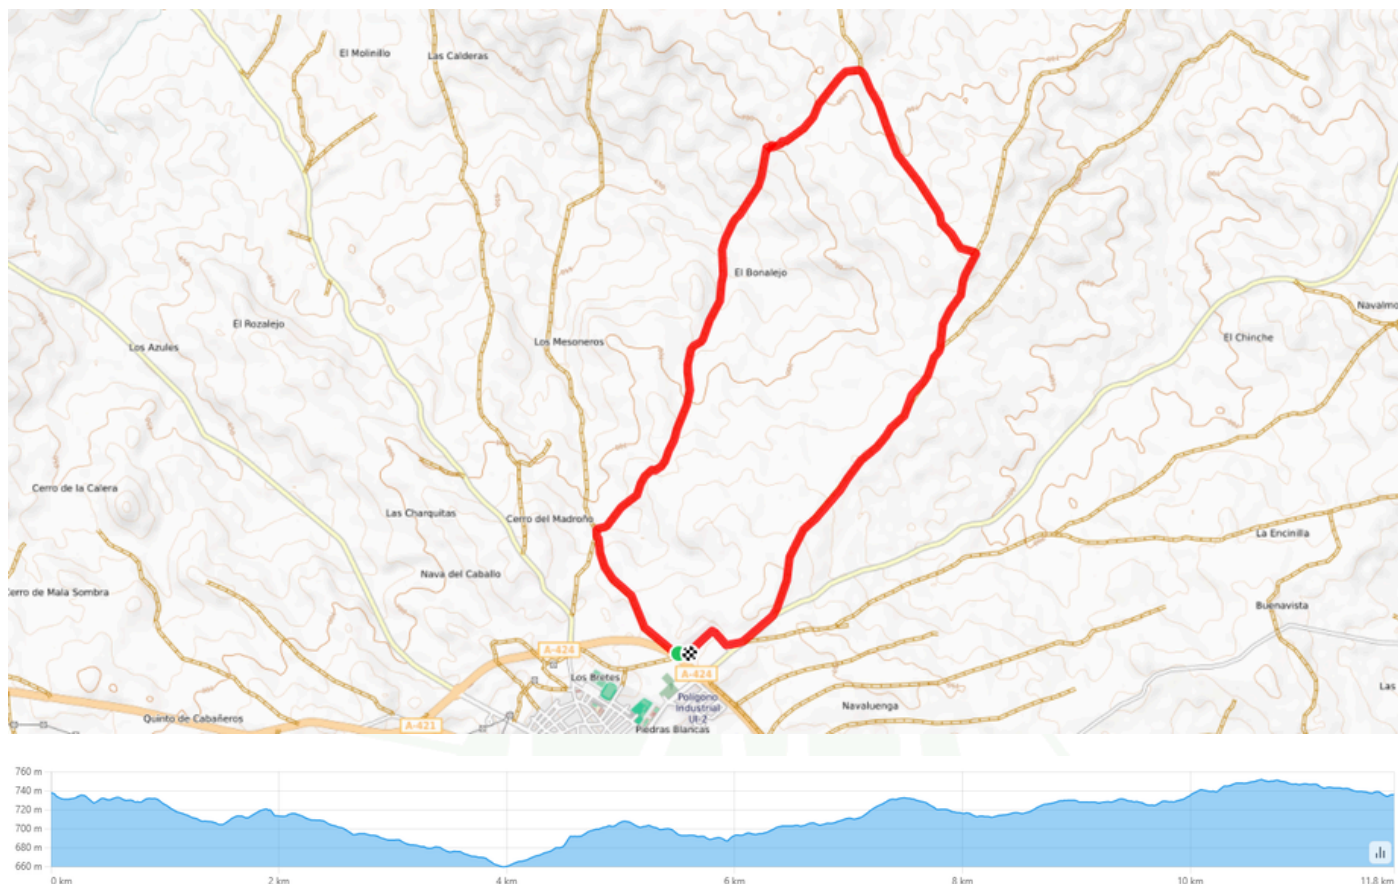 El Molinillo
Las Calderas
El Bonalejo
Navalmo
El Rozalejo
Los Azules
Los Mesoneros
El Chinche
Cerro de la Calera
Las Charquitas
Cerro del Madroño
La Encinilla
Nava del Caballo
Cerro de Mala Sombra
Buenavista
A-424
A-424
Los Bretes
Las
Polígono
Industrial
UI-2
Navaluenga
Quinto de Cabañeros
A-421
Piedras Blancas
760 m
740 m
720 m
700 m
680 m
660 m
0 km
2 km
4 km
6 km
8 km
10 km
11.8 km